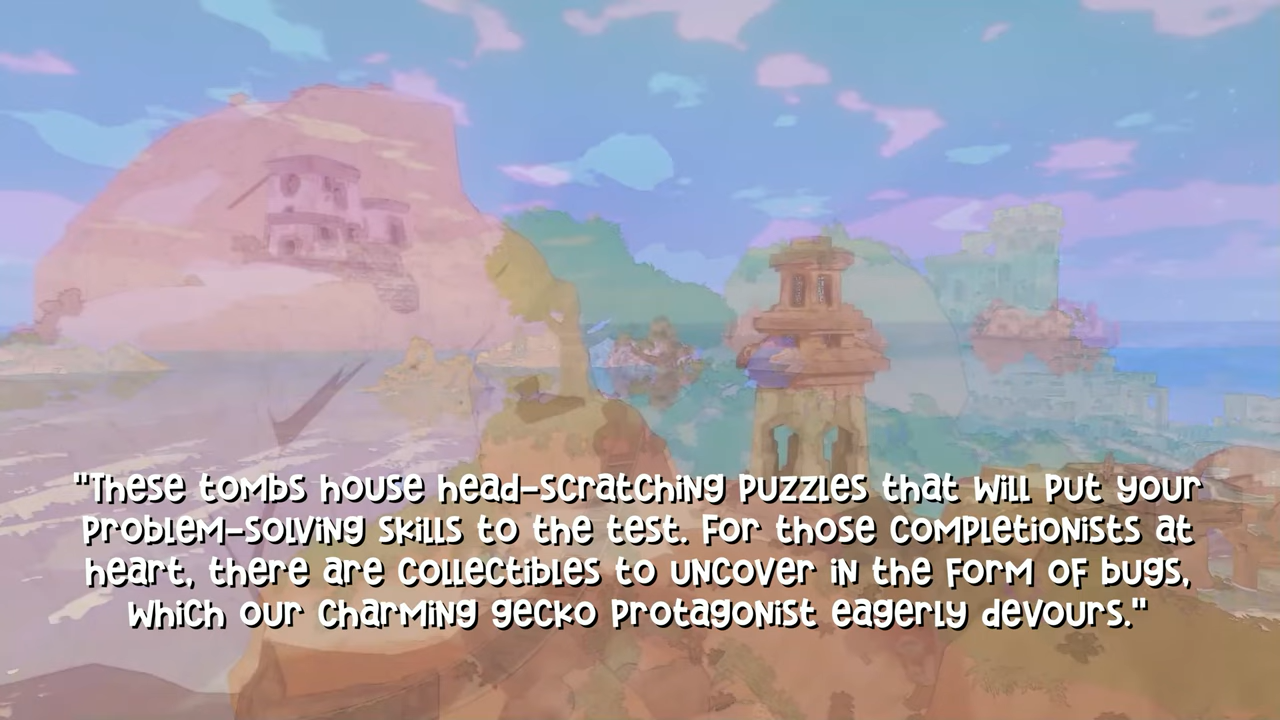 "These tombs house head-scratching puzzles that will put your
problem-solving skills to the test. For those completionists at
heart, there are collectibles to uncover in the form of bugs,
which our charming gecko protagonist eagerly devours."